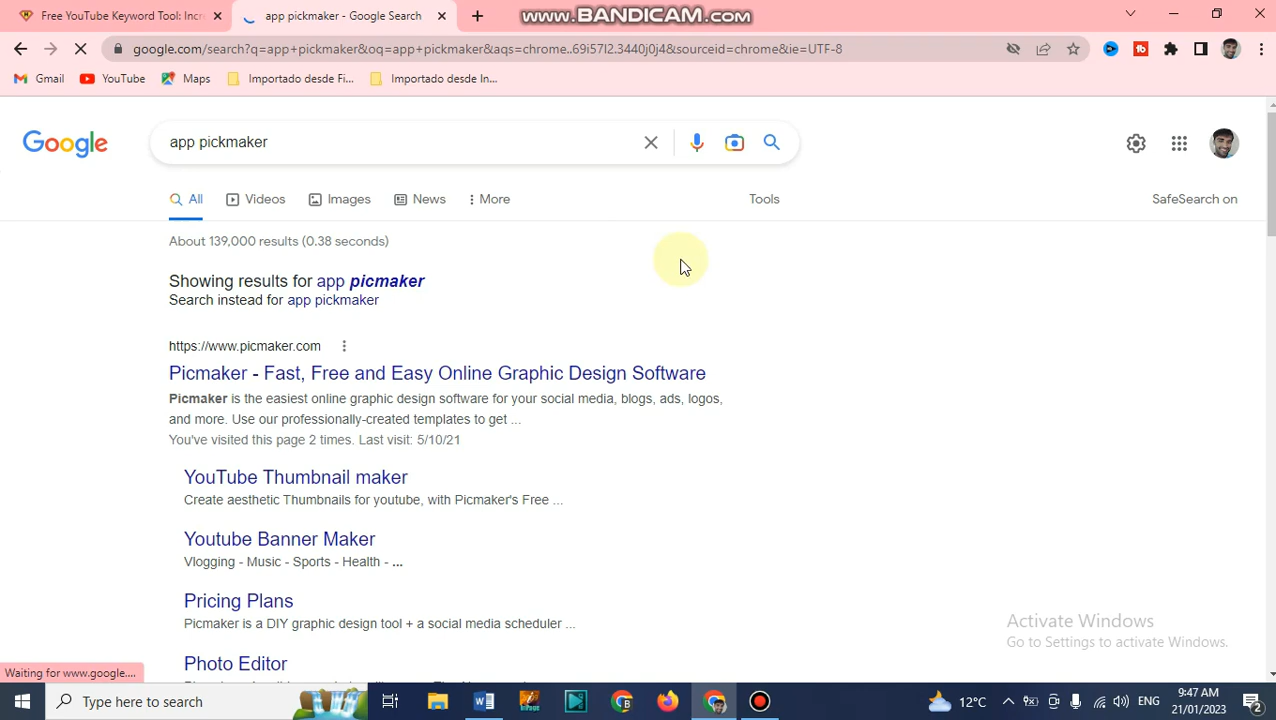 www.BANDICAM.com
Free YouTube Keyword Tool: Incr
app pickmaker - Google Search
google.com/search?q=app+pickmaker&oq=app+pickmaker&aqs=chrome..69i57l2.3440j0j4&sourceid=chrome&ie=UTF-8
Gmail YouTube Maps Importado desde Fi... Importado desde In...
Google
app pickmaker
All Videos Images News More Tools SafeSearch on
About 139,000 results (0.38 seconds)
Showing results for app picmaker
Search instead for app pickmaker
https://www.picmaker.com
Picmaker - Fast, Free and Easy Online Graphic Design Software
Picmaker is the easiest online graphic design software for your social media, blogs, ads, logos,
and more. Use our professionally-created templates to get ...
You've visited this page 2 times. Last visit: 5/10/21
YouTube Thumbnail maker
Create aesthetic Thumbnails for youtube, with Picmaker's Free ...
Youtube Banner Maker
Vlogging - Music - Sports - Health - ...
Pricing Plans
Picmaker is a DIY graphic design tool + a social media scheduler ...
Photo Editor
Activate Windows
Go to Settings to activate Windows.
Waiting for www.google....
Type here to search
12°C
ENG
9:47 AM
21/01/2023
2